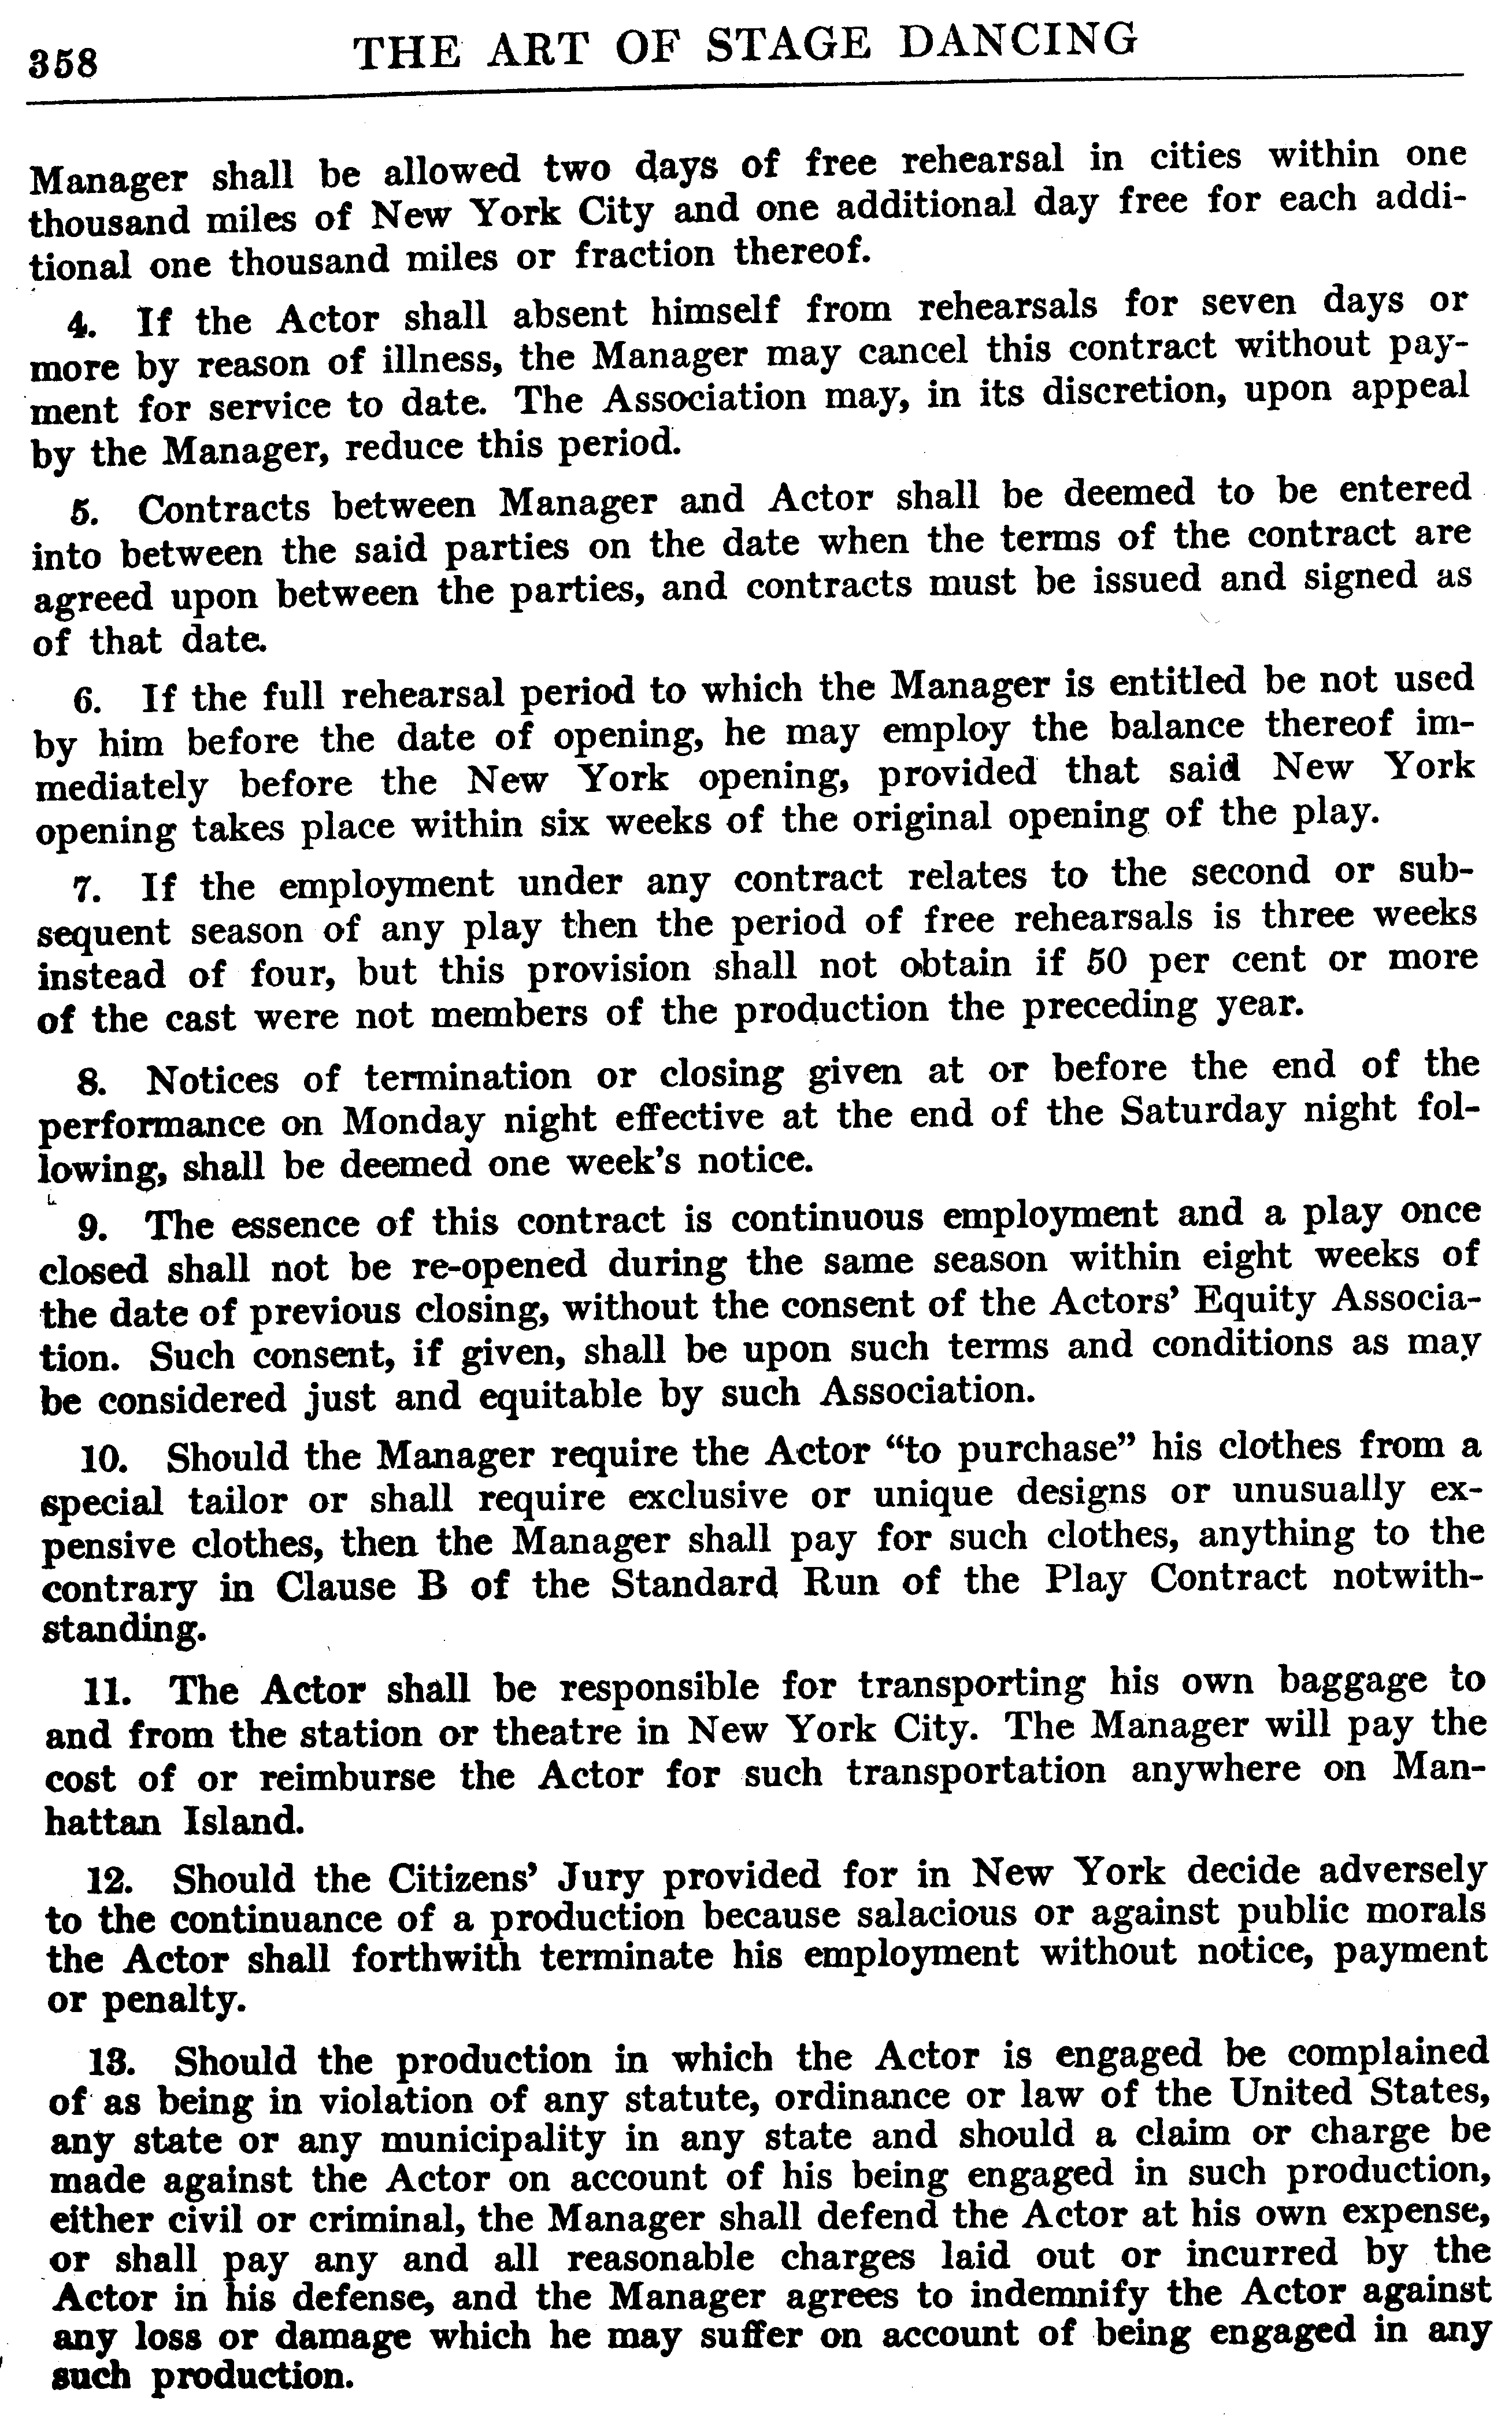 358 THE ART OF STAGE DANCING
Manager shall be allowed two days of free rehearsal in cities within one
thousand miles of New York City and one additional day free for each addi-
tional one thousand miles or fraction thereof.
4. If the Actor shall absent himself from rehearsals for seven days or
more by reason of illness, the Manager may cancel this contract without pay-
ment for service to date. The Association may, in its discretion, upon appeal
by the Manager, reduce this period.
5. Contracts between Manager and Actor shall be deemed to be entered
into between the said parties on the date when the terms of the contract are
agreed upon between the parties, and contracts must be issued and signed as
of that date.
6. If the full rehearsal period to which the Manager is entitled be not used
by him before the date of opening, he may employ the balance thereof im-
mediately before the New York opening, provided that said New York
opening takes place within six weeks of the original opening of the play.
7. If the employment under any contract relates to the second or sub-
sequent season of any play then the period of free rehearsals is three weeks
instead of four, but this provision shall not obtain if 50 per cent or more
of the cast were not members of the production the preceding year.
8. Notices of termination or closing given at or before the end of the
performance on Monday night effective at the end of the Saturday night fol-
lowing, shall be deemed one week's notice.
9. The essence of this contract is continuous employment and a play once
closed shall not be re-opened during the same season within eight weeks of
the date of previous closing, without the consent of the Actors' Equity Associa-
tion. Such consent, if given, shall be upon such terms and conditions as may
be considered just and equitable by such Association.
10. Should the Manager require the Actor "to purchase" his clothes from a
special tailor or shall require exclusive or unique designs or unusually ex-
pensive clothes, then the Manager shall pay for such clothes, anything to the
contrary in Clause B of the Standard Run of the Play Contract notwith-
standing.
11. The Actor shall be responsible for transporting his own baggage to
and from the station or theatre in New York City. The Manager will pay the
cost of or reimburse the Actor for such transportation anywhere on Man-
hattan Island.
12. Should the Citizens' Jury provided for in New York decide adversely
to the continuance of a production because salacious or against public morals
the Actor shall forthwith terminate his employment without notice, payment
or penalty.
13. Should the production in which the Actor is engaged be complained
of as being in violation of any statute, ordinance or law of the United States,
any state or any municipality in any state and should a claim or charge be
made against the Actor on account of his being engaged in such production,
either civil or criminal, the Manager shall defend the Actor at his own expense,
or shall pay any and all reasonable charges laid out or incurred by the
Actor in his defense, and the Manager agrees to indemnify the Actor against
any loss or damage which he may suffer on account of being engaged in any
such production.